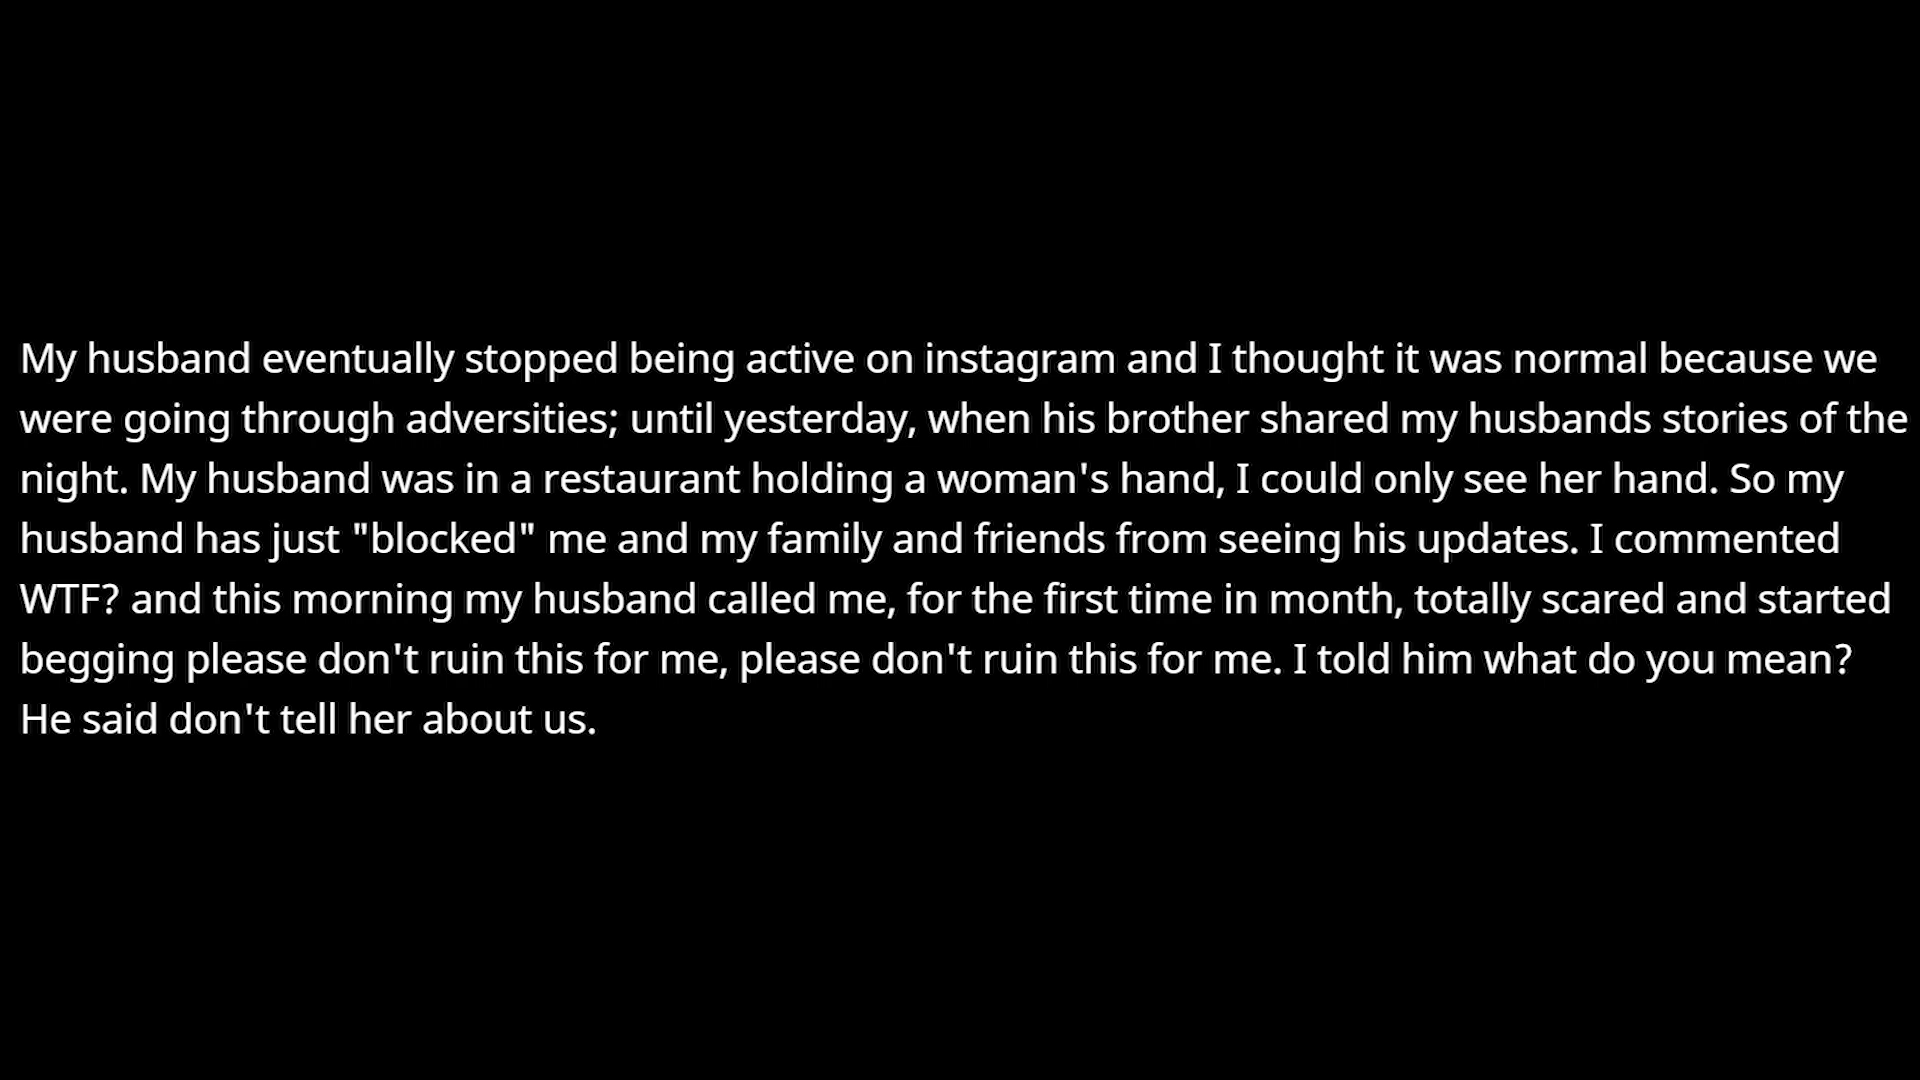 My husband eventually stopped being active on instagram and I thought it was normal because we
were going through adversities; until yesterday, when his brother shared my husbands stories of the
night. My husband was in a restaurant holding a woman's hand, I could only see her hand. So my
husband has just "blocked" me and my family and friends from seeing his updates. I commented
WTF? and this morning my husband called me, for the first time in month, totally scared and started
begging please don't ruin this for me, please don't ruin this for me. I told him what do you mean?
He said don't tell her about us.